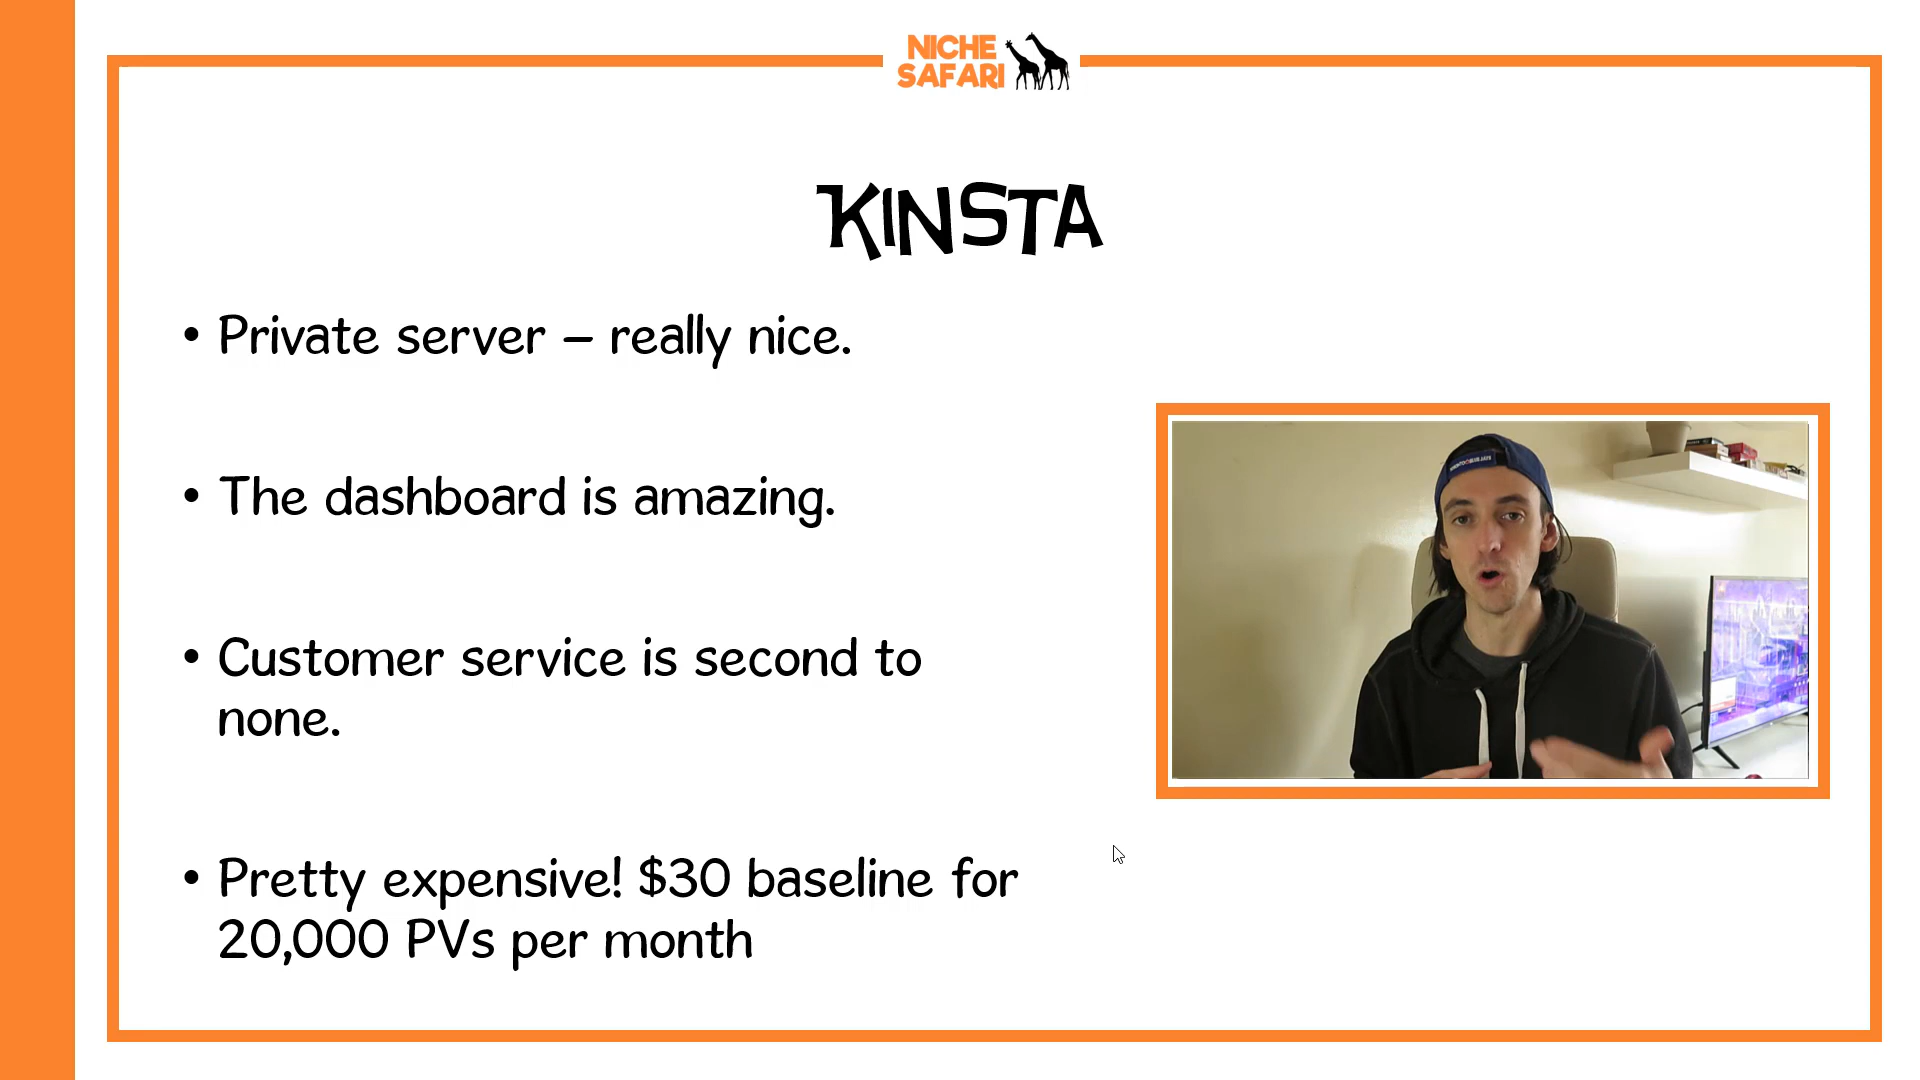 NICHE
SAFARI
KINSTA
• Private server – really nice.
• The dashboard is amazing.
• Customer service is second to
none.
• Pretty expensive! $30 baseline for
20,000 PVs per month